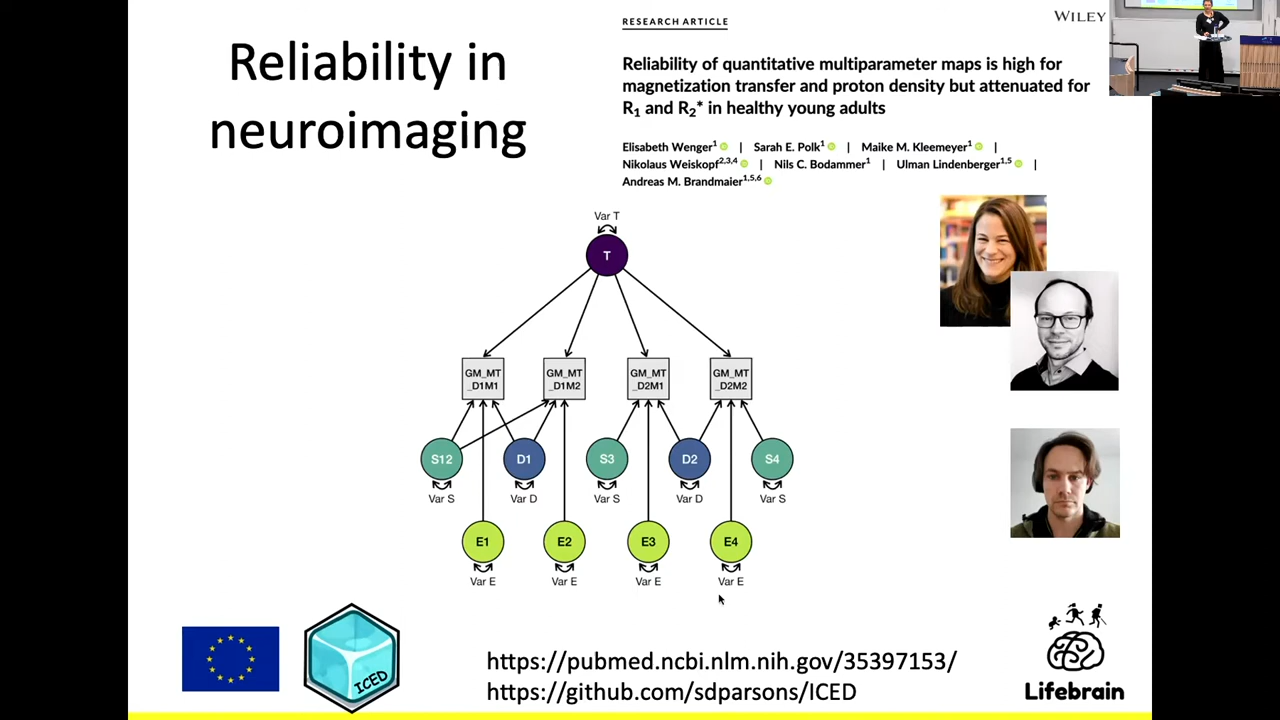 Reliability in
neuroimaging
RESEARCH ARTICLE
WILEY
Reliability of quantitative multiparameter maps is high for
magnetization transfer and proton density but attenuated for
R1 and R2* in healthy young adults
Elisabeth Wenger1 | Sarah E. Polk1 | Maike M. Kleemeyer1 |
Nikolaus Weiskopf2,3,4 | Nils C. Bodammer1 | Ulman Lindenberger1,5 |
Andreas M. Brandmaier1,5,6
Var T
T
GM_MT GM_MT GM_MT GM_MT
_D1M1 _D1M2 _D2M1 _D2M2
S12 D1 S3 D2 S4
Var S Var D Var S Var D Var S
E1 E2 E3 E4
Var E Var E Var E Var E
ICED
https://pubmed.ncbi.nlm.nih.gov/35397153/
https://github.com/sdparsons/ICED
Lifebrain